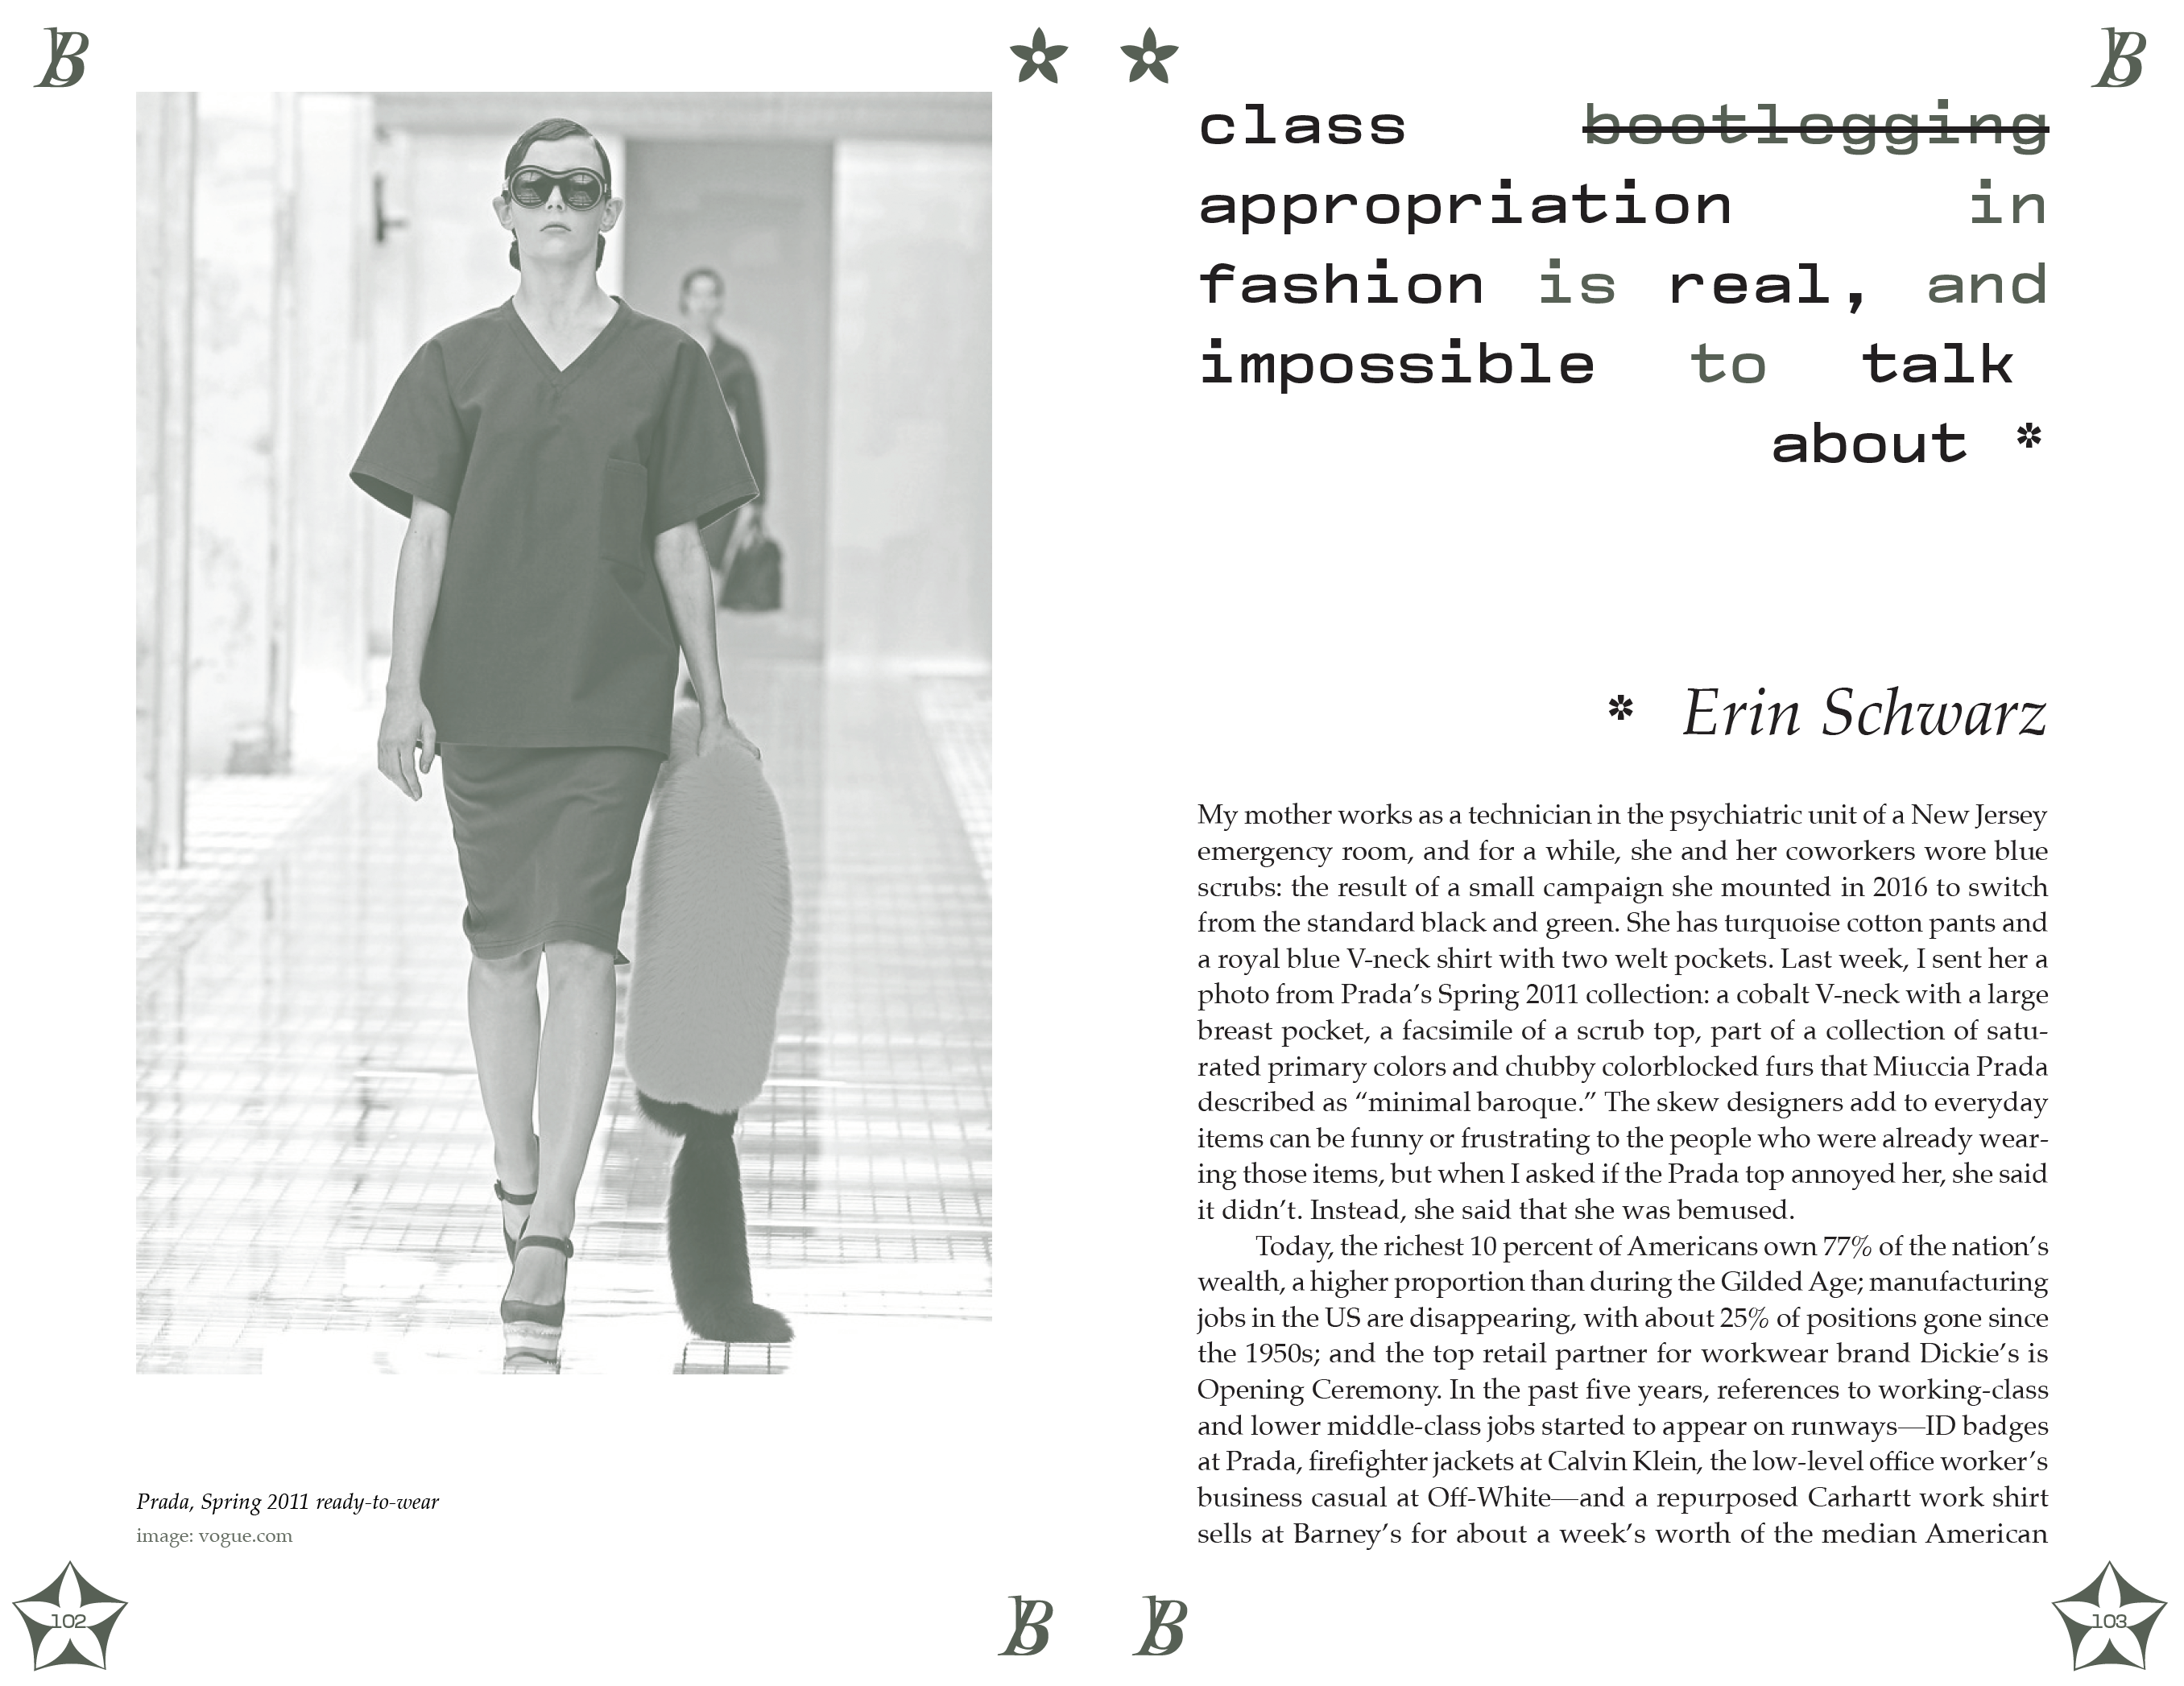 B
B
class bootlegging
appropriation in
fashion is real, and
impossible to talk
about *
* Erin Schwarz
My mother works as a technician in the psychiatric unit of a New Jersey
emergency room, and for a while, she and her coworkers wore blue
scrubs: the result of a small campaign she mounted in 2016 to switch
from the standard black and green. She has turquoise cotton pants and
a royal blue V-neck shirt with two welt pockets. Last week, I sent her a
photo from Prada’s Spring 2011 collection: a cobalt V-neck with a large
breast pocket, a facsimile of a scrub top, part of a collection of satu-
rated primary colors and chubby colorblocked furs that Miuccia Prada
described as “minimal baroque.” The skew designers add to everyday
items can be funny or frustrating to the people who were already wear-
ing those items, but when I asked if the Prada top annoyed her, she said
it didn’t. Instead, she said that she was bemused.
Today, the richest 10 percent of Americans own 77% of the nation’s
wealth, a higher proportion than during the Gilded Age; manufacturing
jobs in the US are disappearing, with about 25% of positions gone since
the 1950s; and the top retail partner for workwear brand Dickie’s is
Opening Ceremony. In the past five years, references to working-class
and lower middle-class jobs started to appear on runways—ID badges
at Prada, firefighter jackets at Calvin Klein, the low-level office worker’s
business casual at Off-White—and a repurposed Carhartt work shirt
sells at Barney’s for about a week’s worth of the median American
Prada, Spring 2011 ready-to-wear
image: vogue.com
102
B
B
103